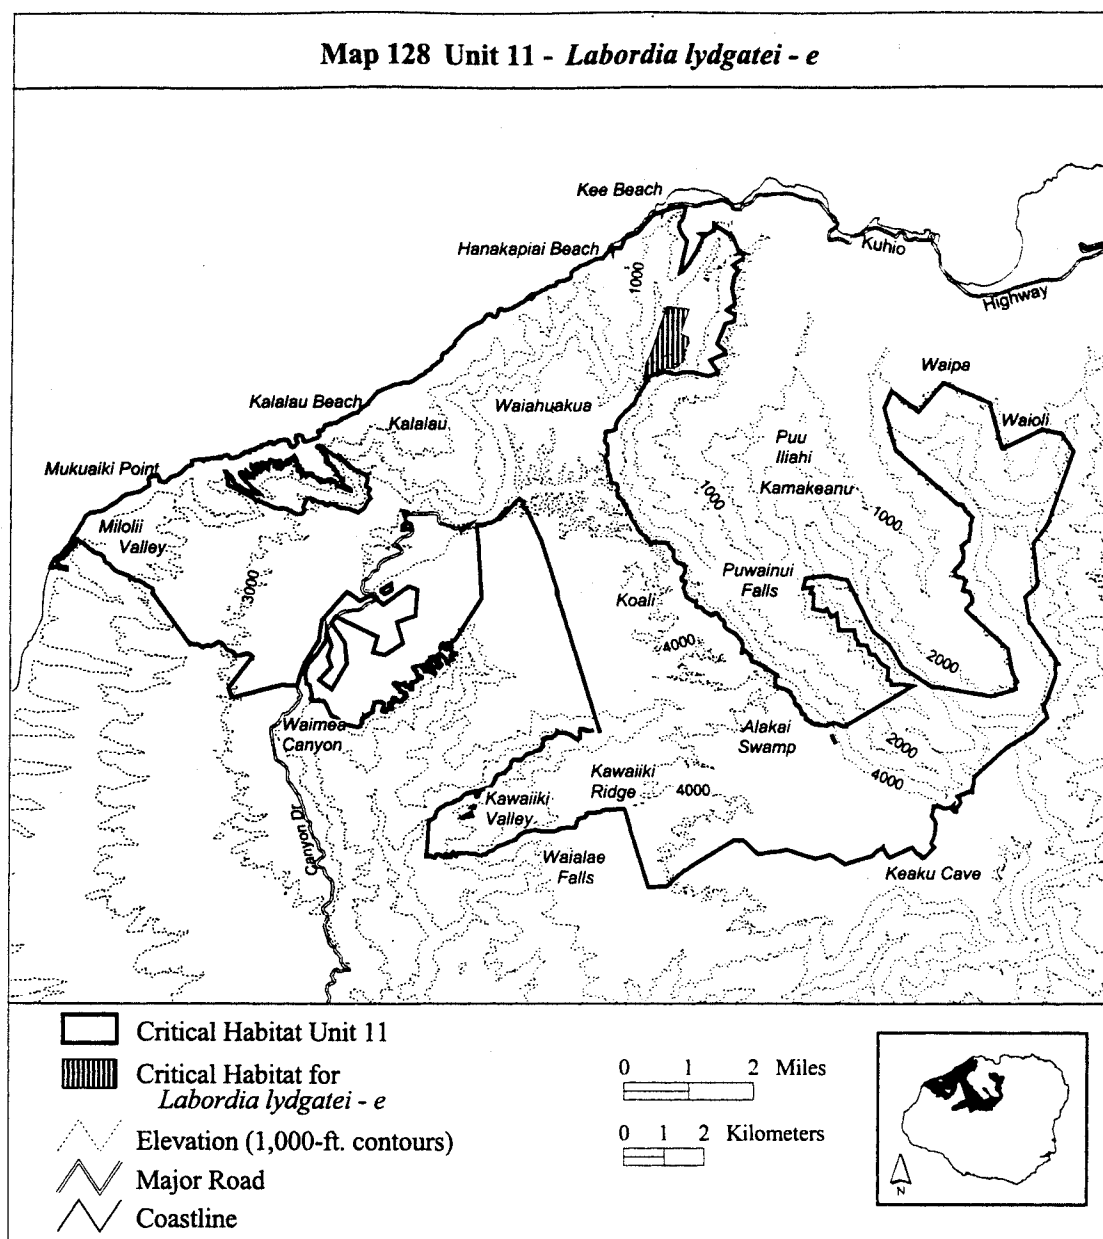 Map 128 Unit 11 - Labordia lydgatei - e
Kee Beach
Hanakapiai Beach
Kuhio
Highway
1000
Waipa
Kalalau Beach
Waiahuakua
Kalalau
Waioli
Puu
Iliahi
Mukuaiki Point
Kamakeanu
1000
1000
Milolii
Valley
Puwainui
Falls
3000
Koali
4000
2000
Waimea
Canyon
Alakai
Swamp
2000
4000
Kawaiiki
Ridge
4000
Kawaiiki
Valley
Canyon Dr
Waialae
Falls
Keaku Cave
Critical Habitat Unit 11
Critical Habitat for
Labordia lydgatei - e
Elevation (1,000-ft. contours)
Major Road
Coastline
0 1 2 Miles
0 1 2 Kilometers
N